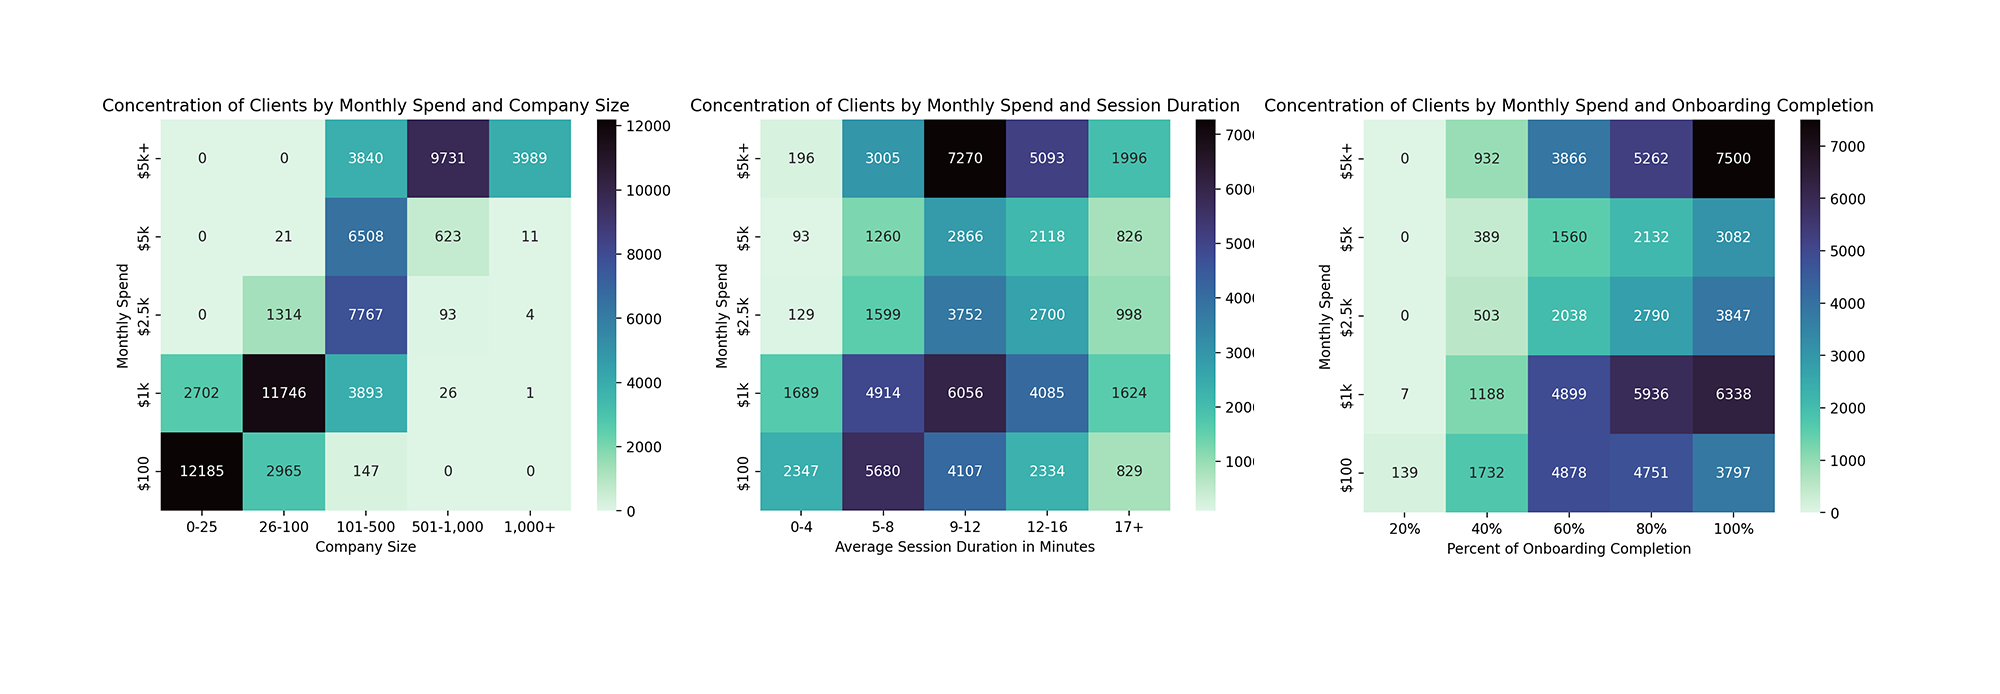 Concentration of Clients by Monthly Spend and Company Size
Monthly Spend
$5k+
0 0 3840 9731 3989
$5k
0 21 6508 623 11
$2.5k
0 1314 7767 93 4
$1k
2702 11746 3893 26 1
$100
12185 2965 147 0 0
0-25 26-100 101-500 501-1,000 1,000+
Company Size
12000
10000
8000
6000
4000
2000
0
Concentration of Clients by Monthly Spend and Session Duration
Monthly Spend
$5k+
196 3005 7270 5093 1996
$5k
93 1260 2866 2118 826
$2.5k
129 1599 3752 2700 998
$1k
1689 4914 6056 4085 1624
$100
2347 5680 4107 2334 829
0-4 5-8 9-12 12-16 17+
Average Session Duration in Minutes
7000
6000
5000
4000
3000
2000
1000
Concentration of Clients by Monthly Spend and Onboarding Completion
Monthly Spend
$5k+
0 932 3866 5262 7500
$5k
0 389 1560 2132 3082
$2.5k
0 503 2038 2790 3847
$1k
7 1188 4899 5936 6338
$100
139 1732 4878 4751 3797
20% 40% 60% 80% 100%
Percent of Onboarding Completion
7000
6000
5000
4000
3000
2000
1000
0